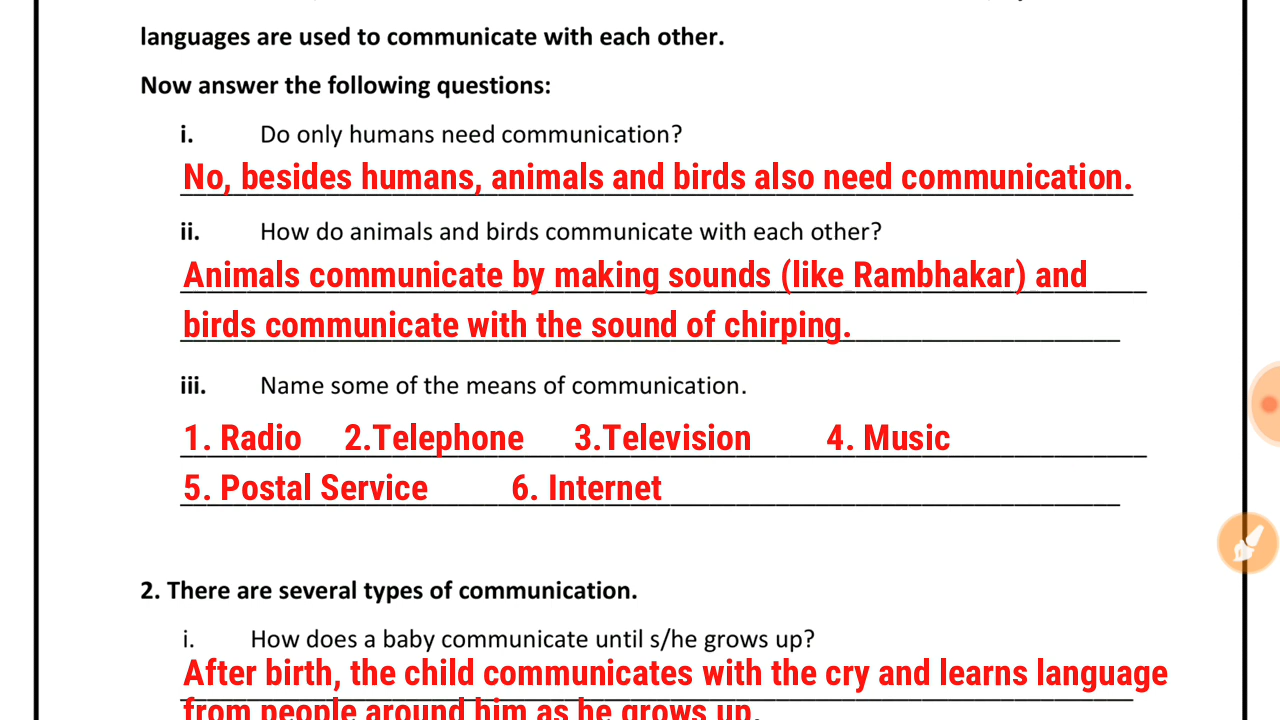 languages are used to communicate with each other.
Now answer the following questions:
i. Do only humans need communication?
No, besides humans, animals and birds also need communication.
ii. How do animals and birds communicate with each other?
Animals communicate by making sounds (like Rambhakar) and
birds communicate with the sound of chirping.
iii. Name some of the means of communication.
1. Radio 2.Telephone 3.Television 4. Music
5. Postal Service 6. Internet
2. There are several types of communication.
i. How does a baby communicate until s/he grows up?
After birth, the child communicates with the cry and learns language
from people around him as he grows up.